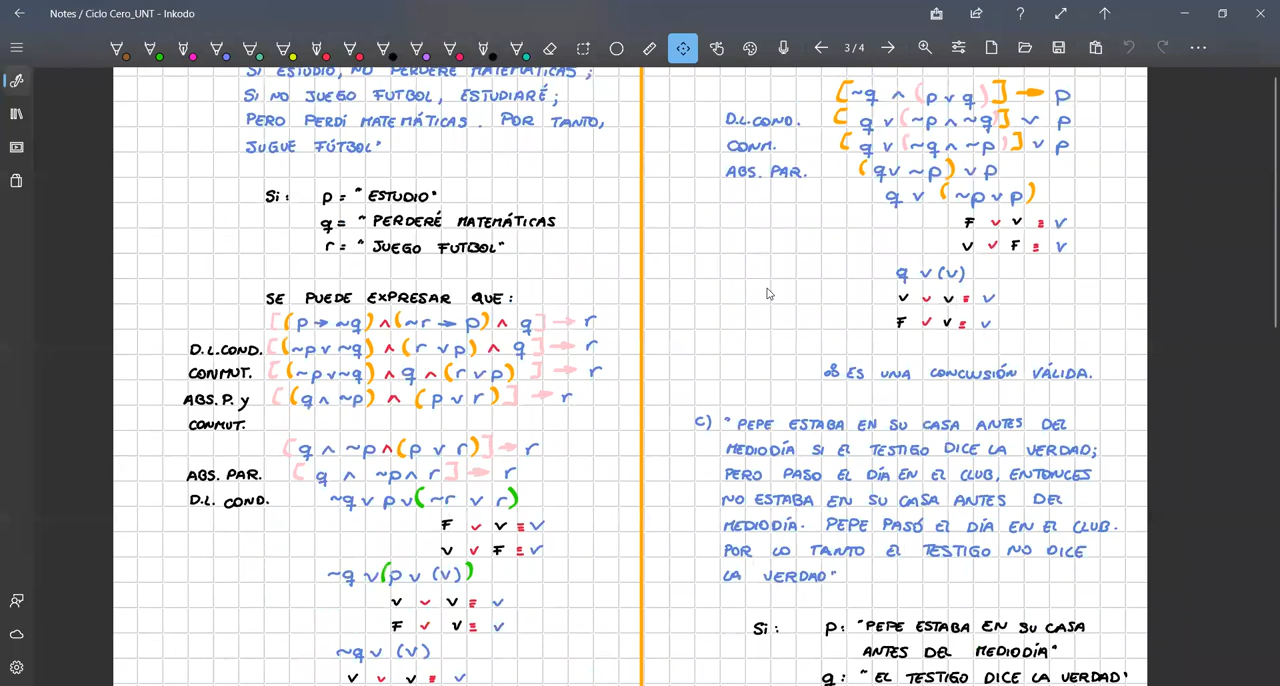 Notes / Ciclo Cero_UNT - Inkodo
3/4
SI ESTUDIO, NO PERDERÉ MATEMÁTICAS;
SI NO JUEGO FUTBOL, ESTUDIARÉ;
PERO PERDÍ MATEMÁTICAS. POR TANTO,
JUGUE FÚTBOL"
Si: p = "ESTUDIO"
q = "PERDERÉ MATEMÁTICAS
r = "JUEGO FUTBOL"
SE PUEDE EXPRESAR QUE:
[(p → ~q) ∧ (~r → p) ∧ q] → r
D.L.COND. [(~p ∨ ~q) ∧ (r ∨ p) ∧ q] → r
CONMUT. [(~p ∨ ~q) ∧ q ∧ (r ∨ p)] → r
ABS. P. y [(q ∧ ~p) ∧ (p ∨ r)] → r
CONMUT.
[q ∧ ~p ∧ (p ∨ r)] → r
ABS. PAR. [q ∧ ~p ∧ r] → r
D.L. COND. ~q ∨ p ∨ (~r ∨ r)
F ∨ V ≡ V
V ∨ F ≡ V
~q ∨ (p ∨ (V))
V ∨ V ≡ V
F ∨ V ≡ V
~q ∨ (V)
V ∨ V ≡ V
[~q ∧ (p ∨ q)] → p
D.L.COND. [q ∨ (~p ∧ ~q)] ∨ p
CONM. [q ∨ (~q ∧ ~p)] ∨ p
ABS. PAR. (q ∨ ~p) ∨ p
q ∨ (~p ∨ p)
F ∨ V ≡ V
V ∨ F ≡ V
q ∨ (V)
V ∨ V ≡ V
F ∨ V ≡ V
∴ ES UNA CONCLUSIÓN VÁLIDA.
C) "PEPE ESTABA EN SU CASA ANTES DEL
MEDIODÍA SI EL TESTIGO DICE LA VERDAD;
PERO PASO EL DÍA EN EL CLUB, ENTONCES
NO ESTABA EN SU CASA ANTES DEL
MEDIODÍA. PEPE PASÓ EL DÍA EN EL CLUB.
POR LO TANTO EL TESTIGO NO DICE
LA VERDAD"
Si: p: "PEPE ESTABA EN SU CASA
ANTES DEL MEDIODÍA"
q: "EL TESTIGO DICE LA VERDAD"